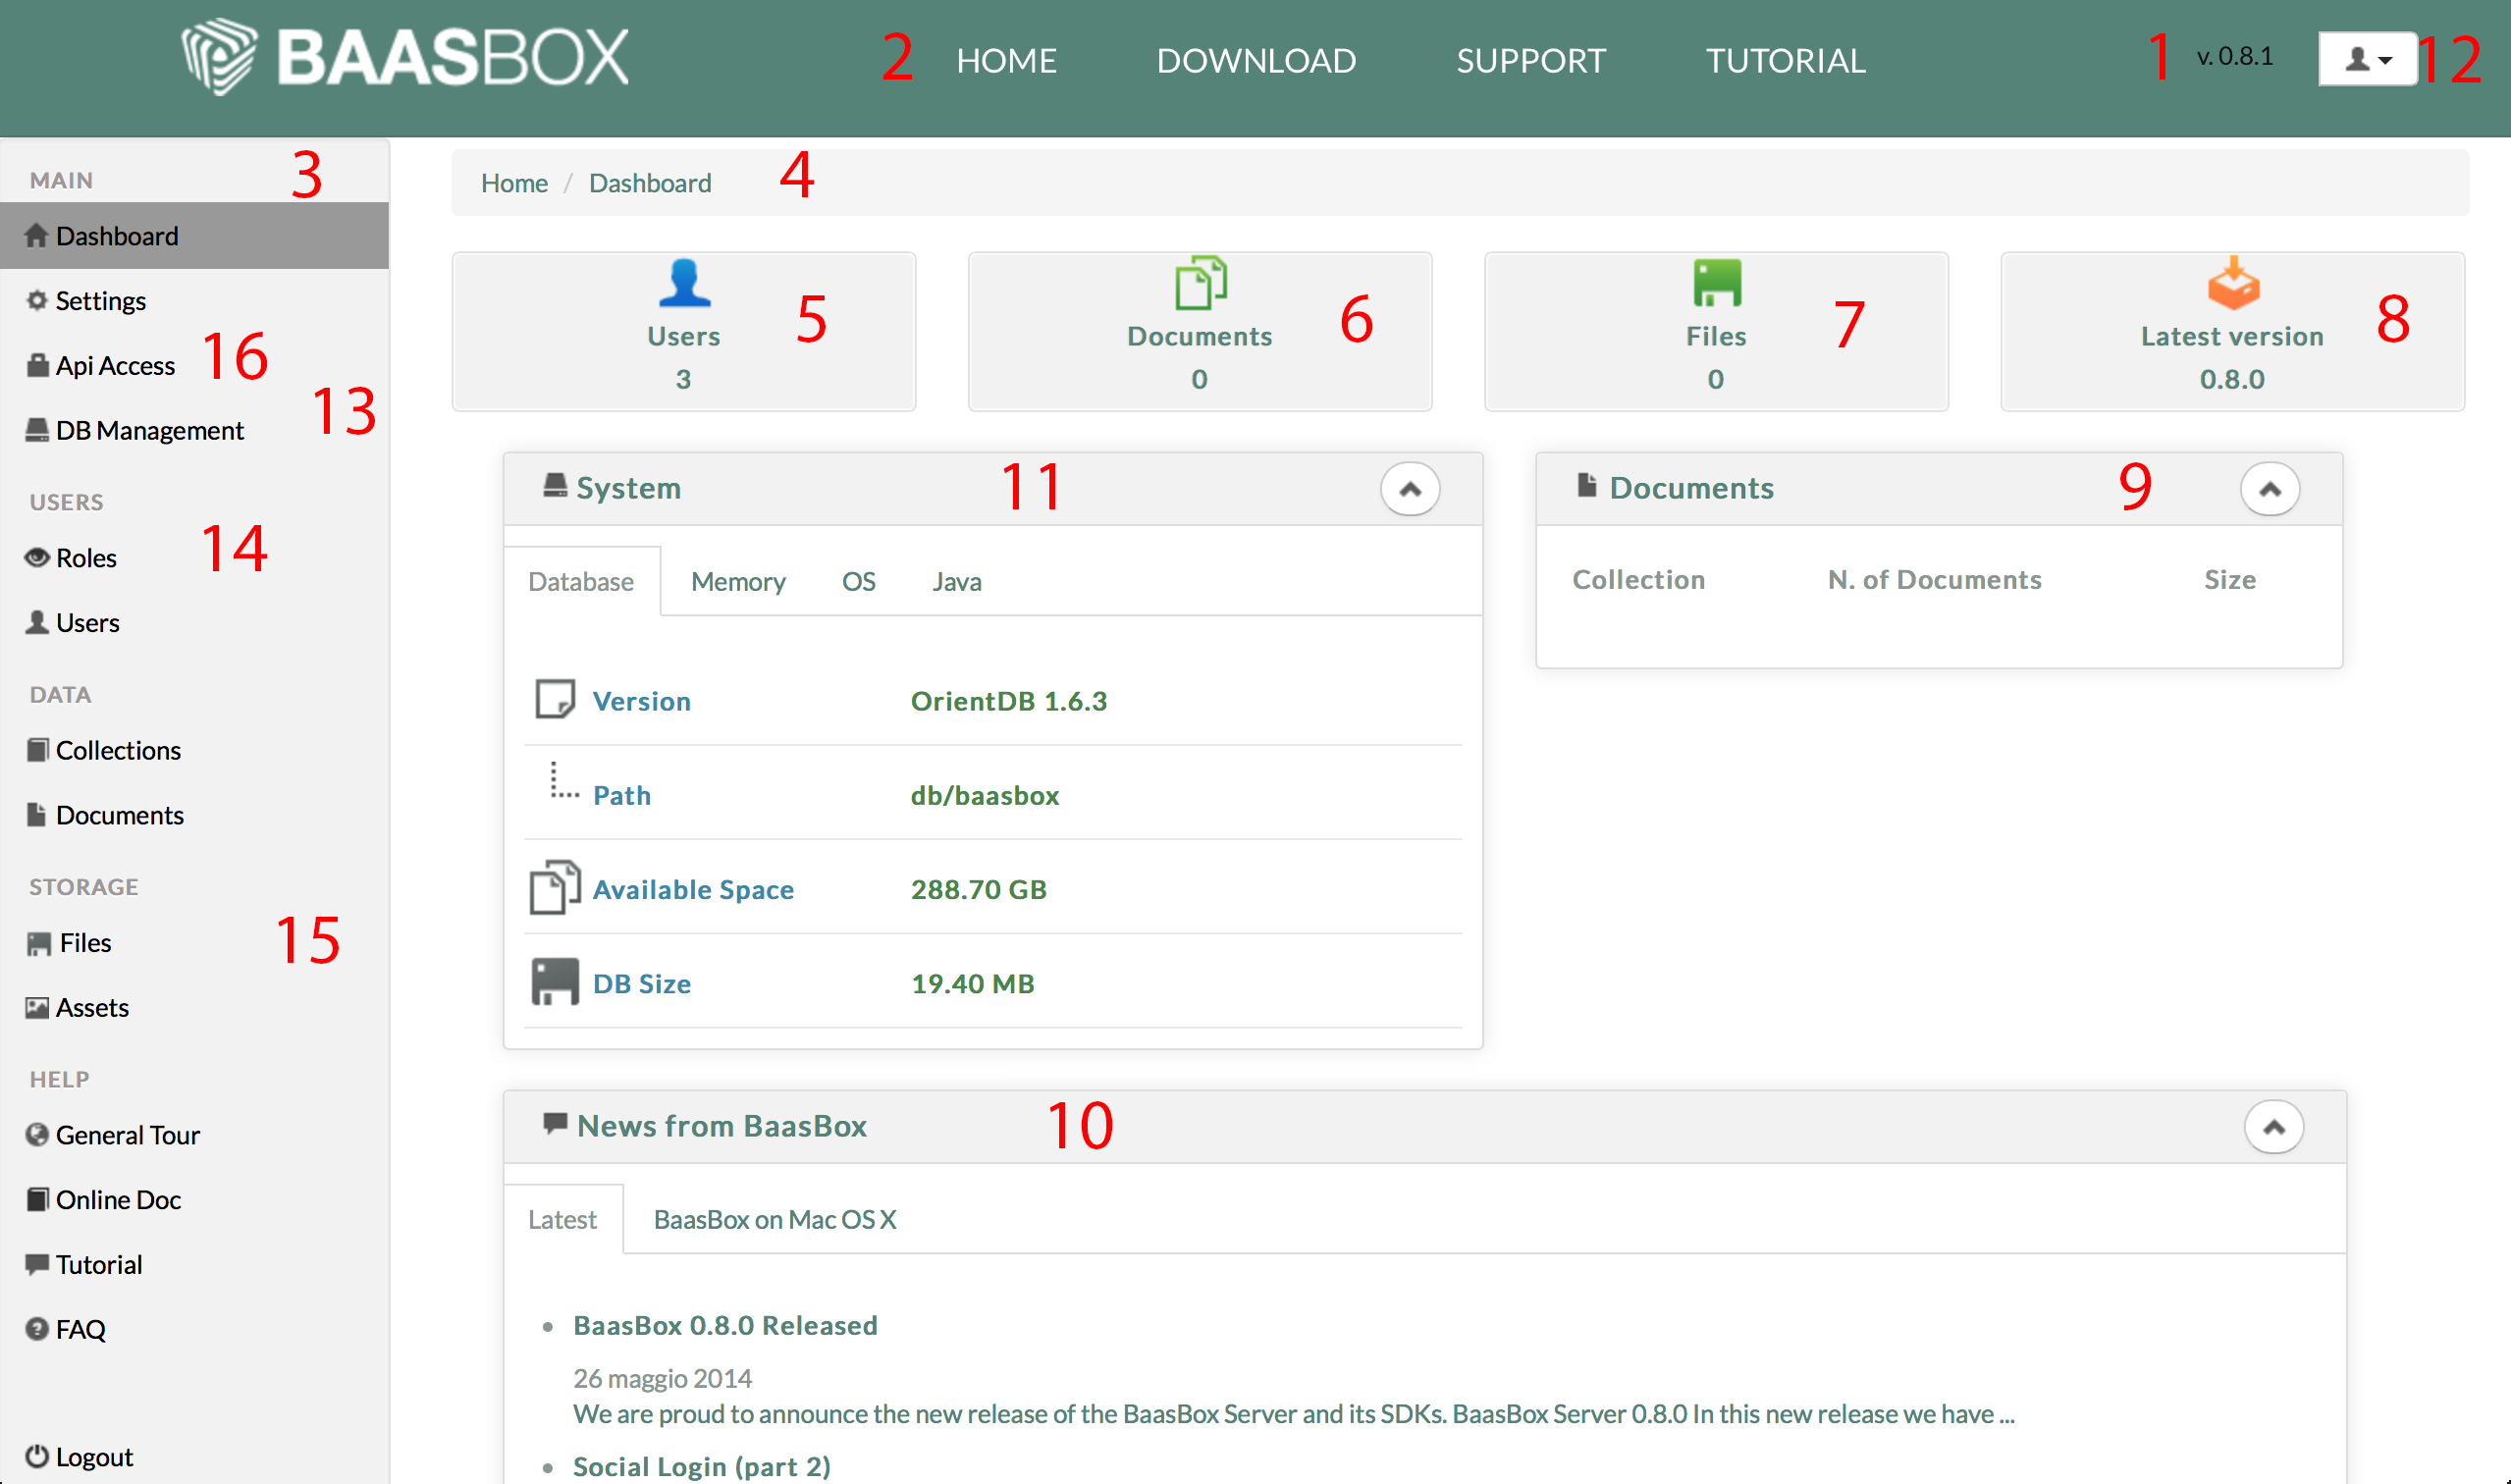 BAASBOX
2 HOME DOWNLOAD SUPPORT TUTORIAL 1 v. 0.8.1 12
MAIN 3
Dashboard
Settings
Api Access 16
13
DB Management
USERS
Roles 14
Users
DATA
Collections
Documents
STORAGE
Files 15
Assets
HELP
General Tour
Online Doc
Tutorial
FAQ
Logout
Home / Dashboard 4
Users 5
3
Documents 6
0
Files 7
0
Latest version 8
0.8.0
System 11
Database Memory OS Java
Version OrientDB 1.6.3
Path db/baasbox
Available Space 288.70 GB
DB Size 19.40 MB
Documents 9
Collection N. of Documents Size
News from BaasBox 10
Latest BaasBox on Mac OS X
• BaasBox 0.8.0 Released
26 maggio 2014
We are proud to announce the new release of the BaasBox Server and its SDKs. BaasBox Server 0.8.0 In this new release we have ...
• Social Login (part 2)